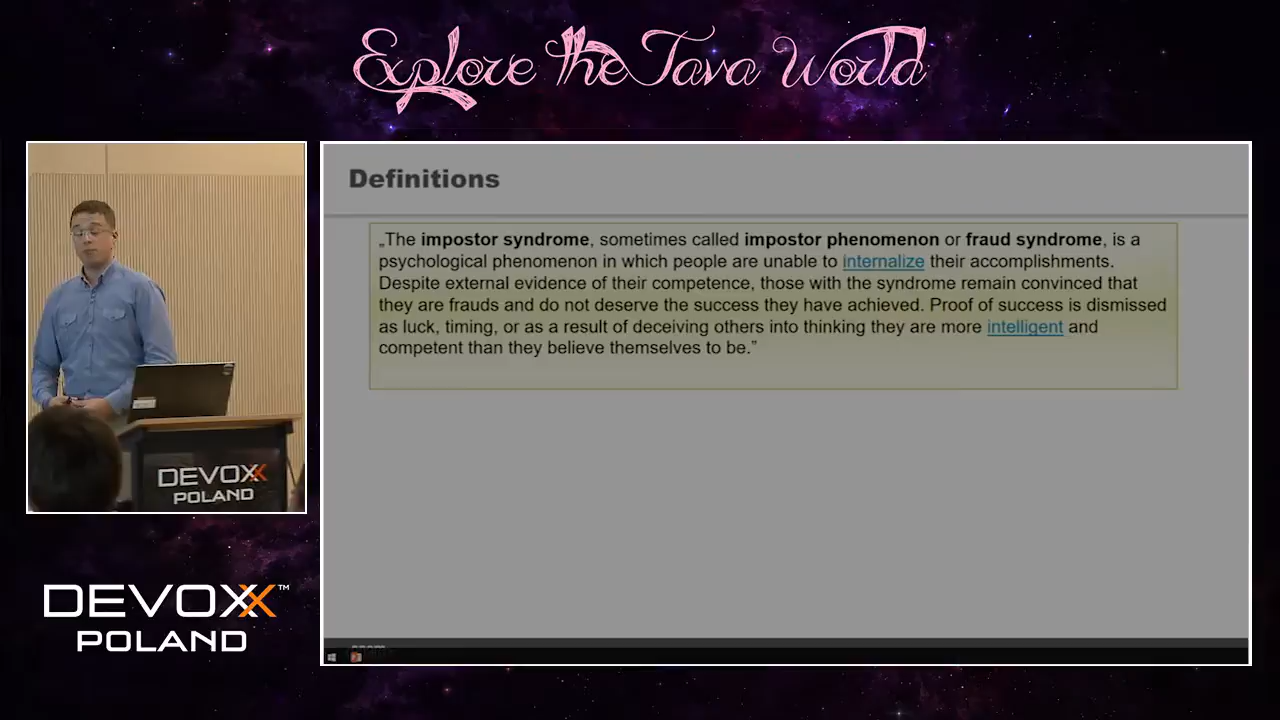 Explore the Java World
Definitions
„The impostor syndrome, sometimes called impostor phenomenon or fraud syndrome, is a
psychological phenomenon in which people are unable to internalize their accomplishments.
Despite external evidence of their competence, those with the syndrome remain convinced that
they are frauds and do not deserve the success they have achieved. Proof of success is dismissed
as luck, timing, or as a result of deceiving others into thinking they are more intelligent and
competent than they believe themselves to be.”
DEVOXX
POLAND
DEVOXX™
POLAND